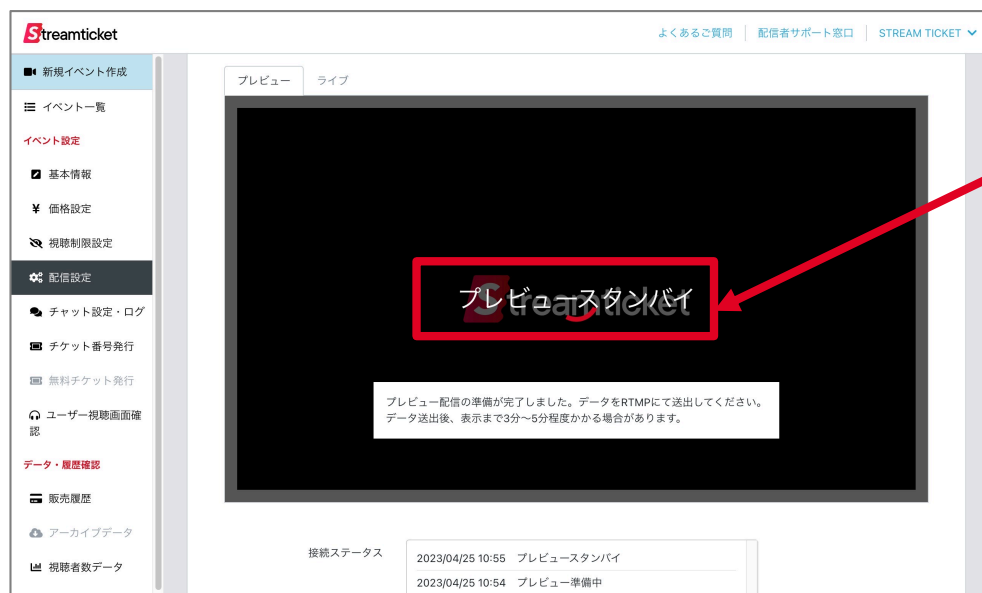 Streamticket
よくあるご質問
配信者サポート窓口
STREAM TICKET
新規イベント作成
イベント一覧
イベント設定
基本情報
価格設定
視聴制限設定
配信設定
チャット設定・ログ
チケット番号発行
無料チケット発行
ユーザー視聴画面確
認
データ・履歴確認
販売履歴
アーカイブデータ
視聴者数データ
プレビュー
ライブ
Streamticket
プレビュースタンバイ
プレビュー配信の準備が完了しました。データをRTMPにて送出してください。
データ送出後、表示まで3分〜5分程度かかる場合があります。
接続ステータス
2023/04/25 10:55 プレビュースタンバイ
2023/04/25 10:54 プレビュー準備中